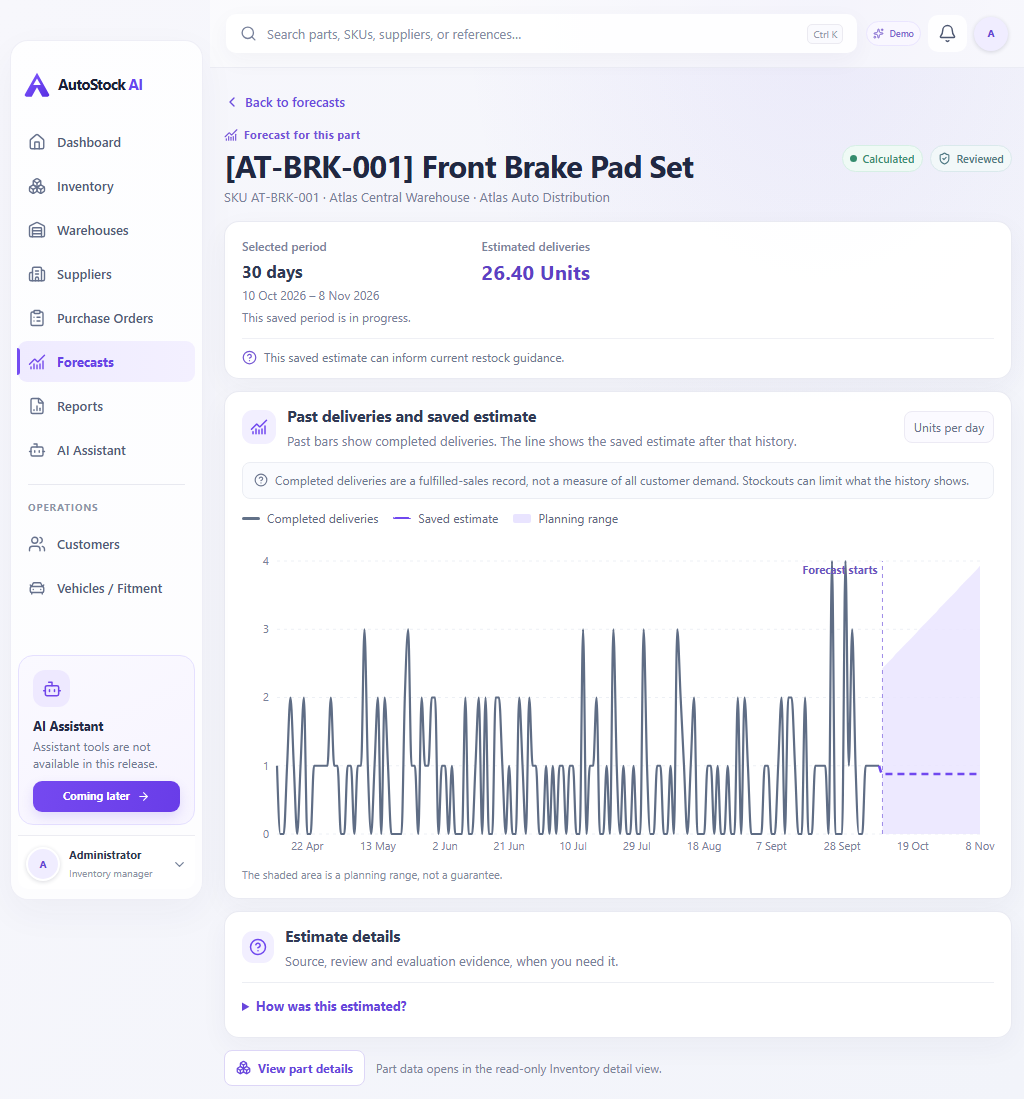 Search parts, SKUs, suppliers, or references...
Ctrl K
Demo
A
AutoStock AI
Dashboard
Inventory
Warehouses
Suppliers
Purchase Orders
Forecasts
Reports
AI Assistant
OPERATIONS
Customers
Vehicles / Fitment
AI Assistant
Assistant tools are not
available in this release.
Coming later →
A
Administrator
Inventory manager
Back to forecasts
Forecast for this part
[AT-BRK-001] Front Brake Pad Set
Calculated
Reviewed
SKU AT-BRK-001 · Atlas Central Warehouse · Atlas Auto Distribution
Selected period
30 days
10 Oct 2026 – 8 Nov 2026
This saved period is in progress.
Estimated deliveries
26.40 Units
This saved estimate can inform current restock guidance.
Past deliveries and saved estimate
Past bars show completed deliveries. The line shows the saved estimate after that history.
Units per day
Completed deliveries are a fulfilled-sales record, not a measure of all customer demand. Stockouts can limit what the history shows.
Completed deliveries
Saved estimate
Planning range
Forecast starts
4
3
2
1
0
22 Apr
13 May
2 Jun
21 Jun
10 Jul
29 Jul
18 Aug
7 Sept
28 Sept
19 Oct
8 Nov
The shaded area is a planning range, not a guarantee.
Estimate details
Source, review and evaluation evidence, when you need it.
How was this estimated?
View part details
Part data opens in the read-only Inventory detail view.